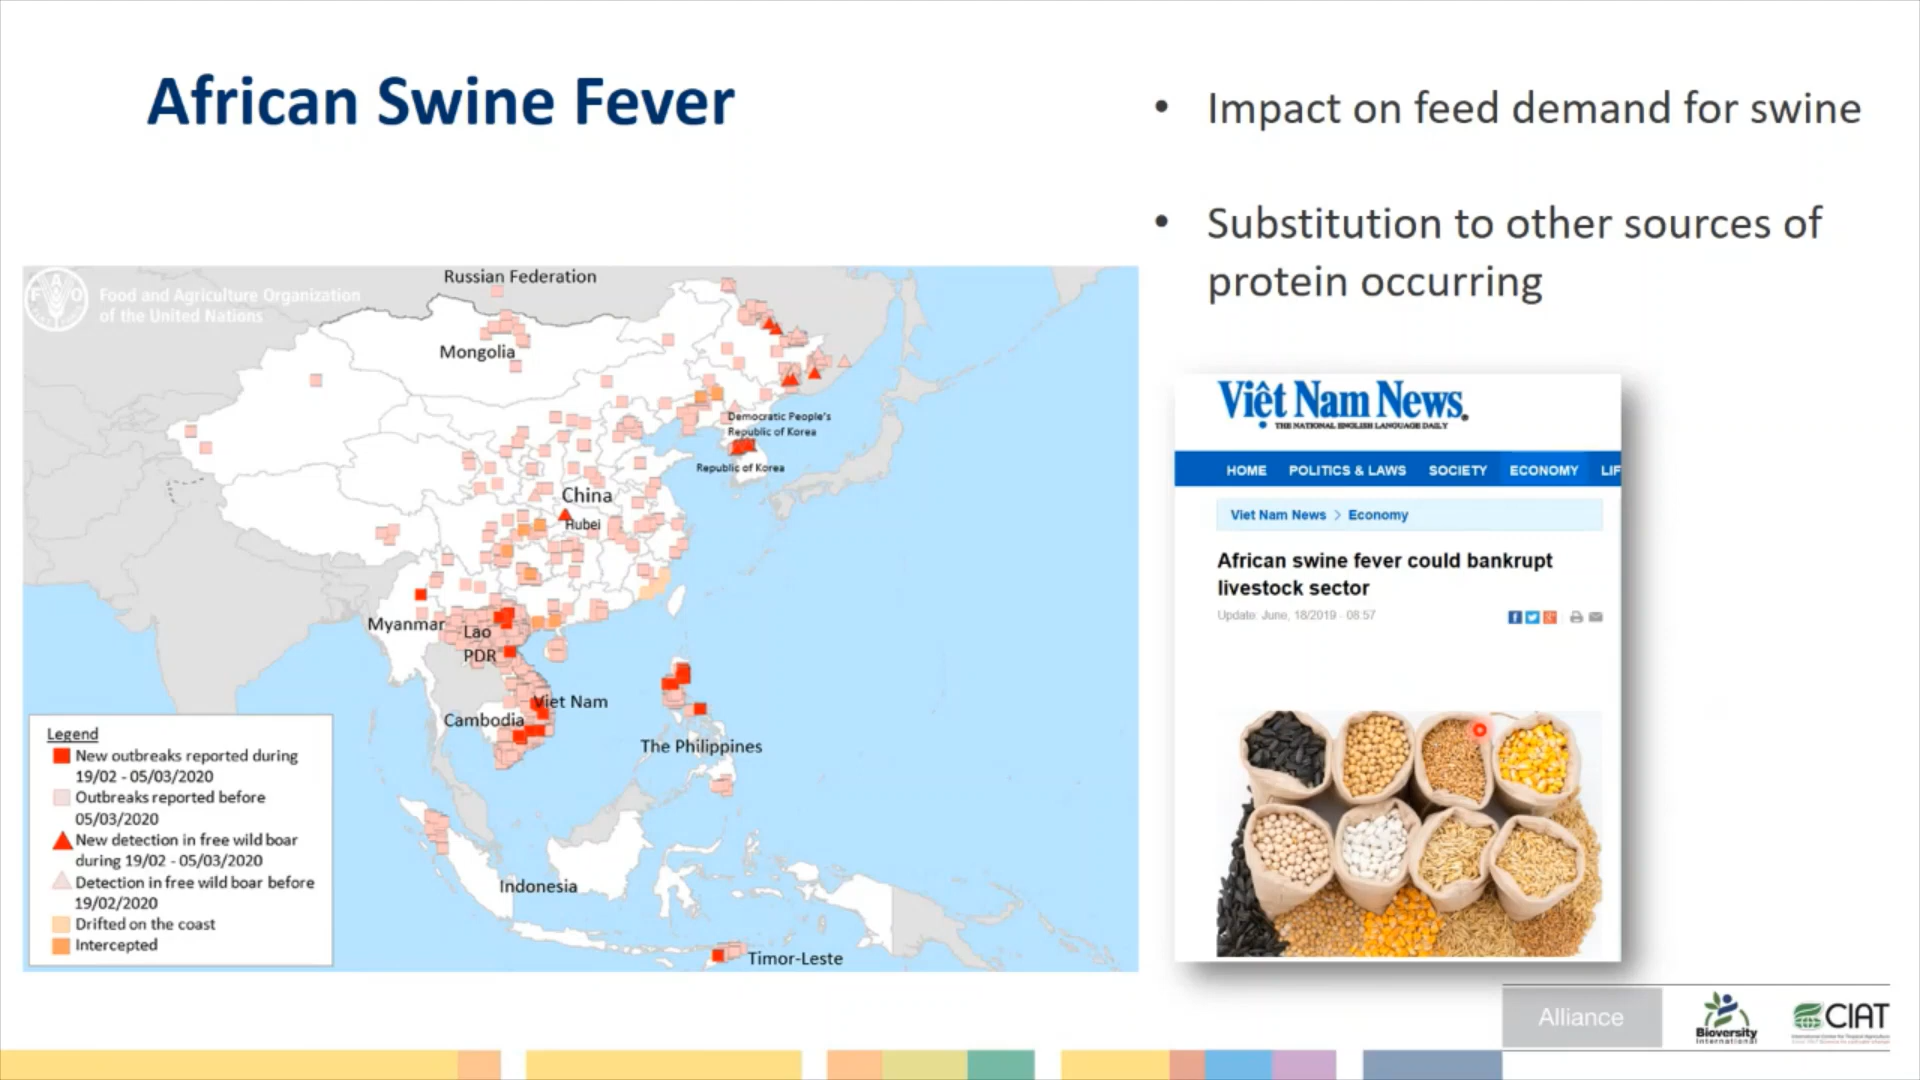 African Swine Fever
• Impact on feed demand for swine
• Substitution to other sources of
protein occurring
FAO
Food and Agriculture Organization
of the United Nations
Russian Federation
Mongolia
Democratic People's
Republic of Korea
Republic of Korea
China
Hubei
Myanmar
Lao
PDR
Viet Nam
Cambodia
The Philippines
Indonesia
Timor-Leste
Legend
New outbreaks reported during
19/02 - 05/03/2020
Outbreaks reported before
05/03/2020
New detection in free wild boar
during 19/02 - 05/03/2020
Detection in free wild boar before
19/02/2020
Drifted on the coast
Intercepted
Việt Nam News
THE NATIONAL ENGLISH LANGUAGE DAILY
HOME POLITICS & LAWS SOCIETY ECONOMY LIF
Viet Nam News > Economy
African swine fever could bankrupt
livestock sector
Update: June, 18/2019 - 08:57
Alliance
Bioversity
International
CIAT